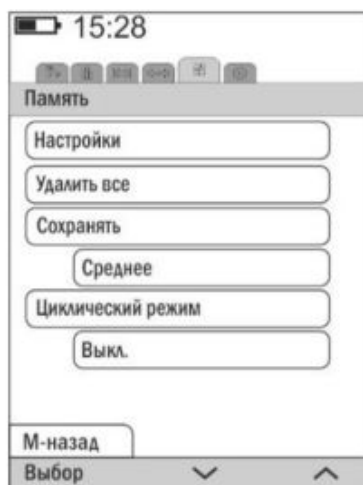 15:28
Память
Настройки
Удалить все
Сохранять
Среднее
Циклический режим
Выкл.
М-назад
Выбор